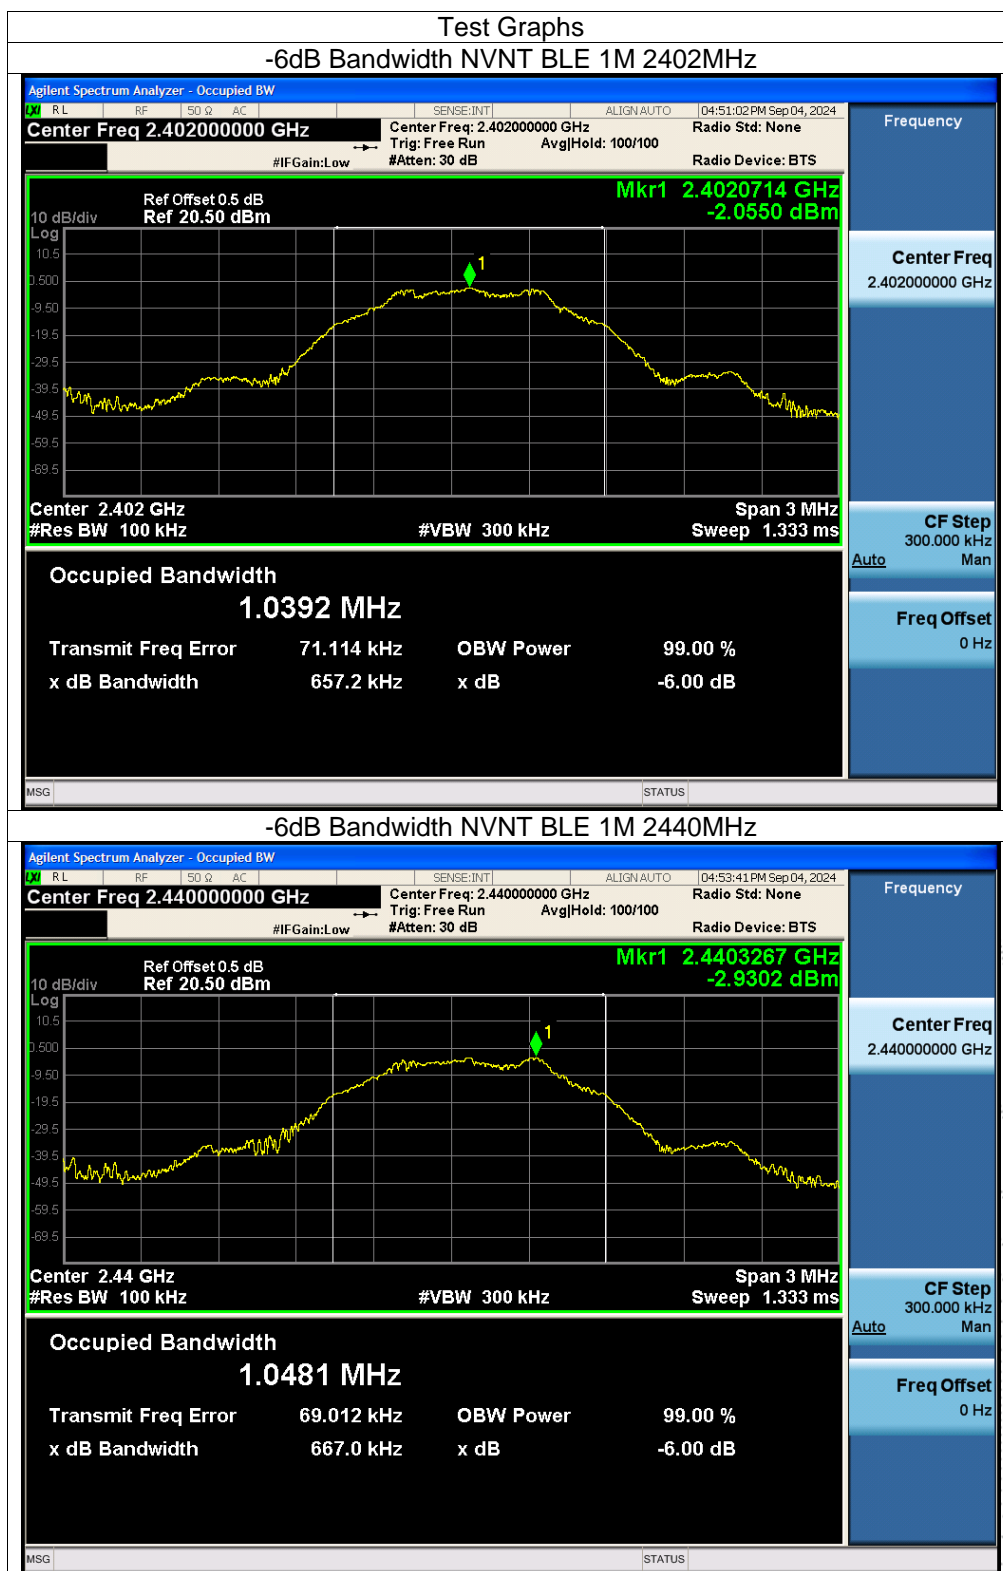 Test Graphs
-6dB Bandwidth NVNT BLE 1M 2402MHz
Agilent Spectrum Analyzer - Occupied BW
LXI RL RF 50 Ω AC SENSE:INT ALIGN AUTO 04:51:02 PM Sep 04, 2024
Center Freq 2.402000000 GHz
Center Freq: 2.402000000 GHz
Radio Std: None
Trig: Free Run Avg|Hold: 100/100
#IFGain:Low
#Atten: 30 dB
Radio Device: BTS
Frequency
Mkr1 2.4020714 GHz
-2.0550 dBm
Ref Offset 0.5 dB
10 dB/div Ref 20.50 dBm
Log
10.5
0.500
-9.50
-19.5
-29.5
-39.5
-49.5
-59.5
-69.5
1
Center Freq
2.402000000 GHz
Center 2.402 GHz Span 3 MHz
#Res BW 100 kHz #VBW 300 kHz Sweep 1.333 ms
CF Step
300.000 kHz
Auto Man
Occupied Bandwidth
1.0392 MHz
Transmit Freq Error 71.114 kHz OBW Power 99.00 %
x dB Bandwidth 657.2 kHz x dB -6.00 dB
Freq Offset
0 Hz
MSG STATUS
-6dB Bandwidth NVNT BLE 1M 2440MHz
Agilent Spectrum Analyzer - Occupied BW
LXI RL RF 50 Ω AC SENSE:INT ALIGN AUTO 04:53:41 PM Sep 04, 2024
Center Freq 2.440000000 GHz
Center Freq: 2.440000000 GHz
Radio Std: None
Trig: Free Run Avg|Hold: 100/100
#IFGain:Low
#Atten: 30 dB
Radio Device: BTS
Frequency
Mkr1 2.4403267 GHz
-2.9302 dBm
Ref Offset 0.5 dB
10 dB/div Ref 20.50 dBm
Log
10.5
0.500
-9.50
-19.5
-29.5
-39.5
-49.5
-59.5
-69.5
1
Center Freq
2.440000000 GHz
Center 2.44 GHz Span 3 MHz
#Res BW 100 kHz #VBW 300 kHz Sweep 1.333 ms
CF Step
300.000 kHz
Auto Man
Occupied Bandwidth
1.0481 MHz
Transmit Freq Error 69.012 kHz OBW Power 99.00 %
x dB Bandwidth 667.0 kHz x dB -6.00 dB
Freq Offset
0 Hz
MSG STATUS